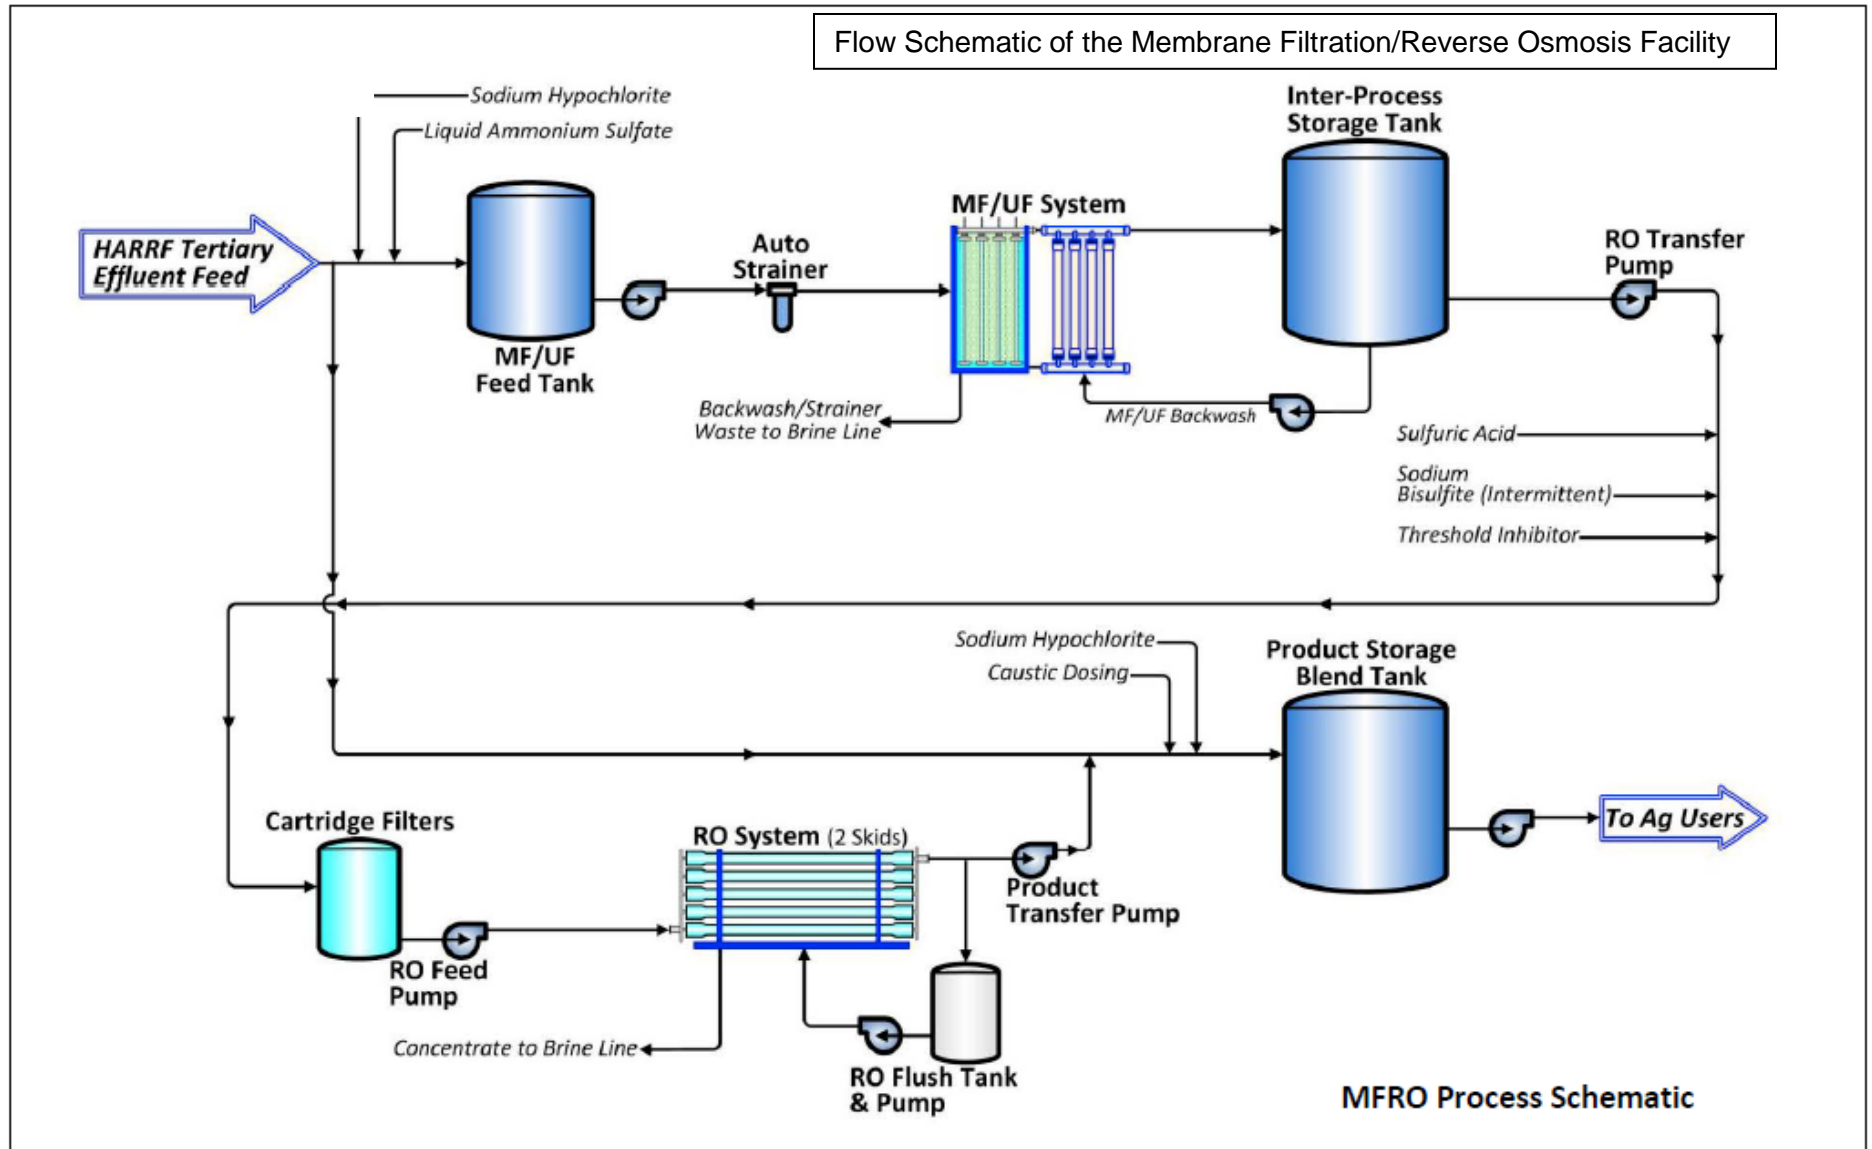 Flow Schematic of the Membrane Filtration/Reverse Osmosis Facility
Sodium Hypochlorite
Liquid Ammonium Sulfate
HARRF Tertiary
Effluent Feed
MF/UF
Feed Tank
Auto
Strainer
MF/UF System
Inter-Process
Storage Tank
RO Transfer
Pump
Backwash/Strainer
Waste to Brine Line
MF/UF Backwash
Sulfuric Acid
Sodium
Bisulfite (Intermittent)
Threshold Inhibitor
Sodium Hypochlorite
Caustic Dosing
Product Storage
Blend Tank
To Ag Users
Cartridge Filters
RO Feed
Pump
RO System (2 Skids)
Product
Transfer Pump
Concentrate to Brine Line
RO Flush Tank
& Pump
MFRO Process Schematic